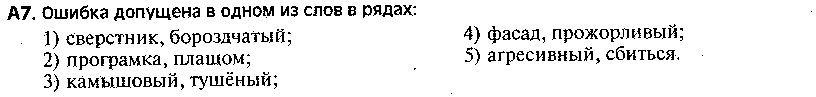 А7. Ошибка допущена в одном из слов в рядах:
1) сверстник, бороздчатый;
2) програмка, плащом;
3) камышовый, тушёный;
4) фасад, прожорливый;
5) агресивный, сбиться.